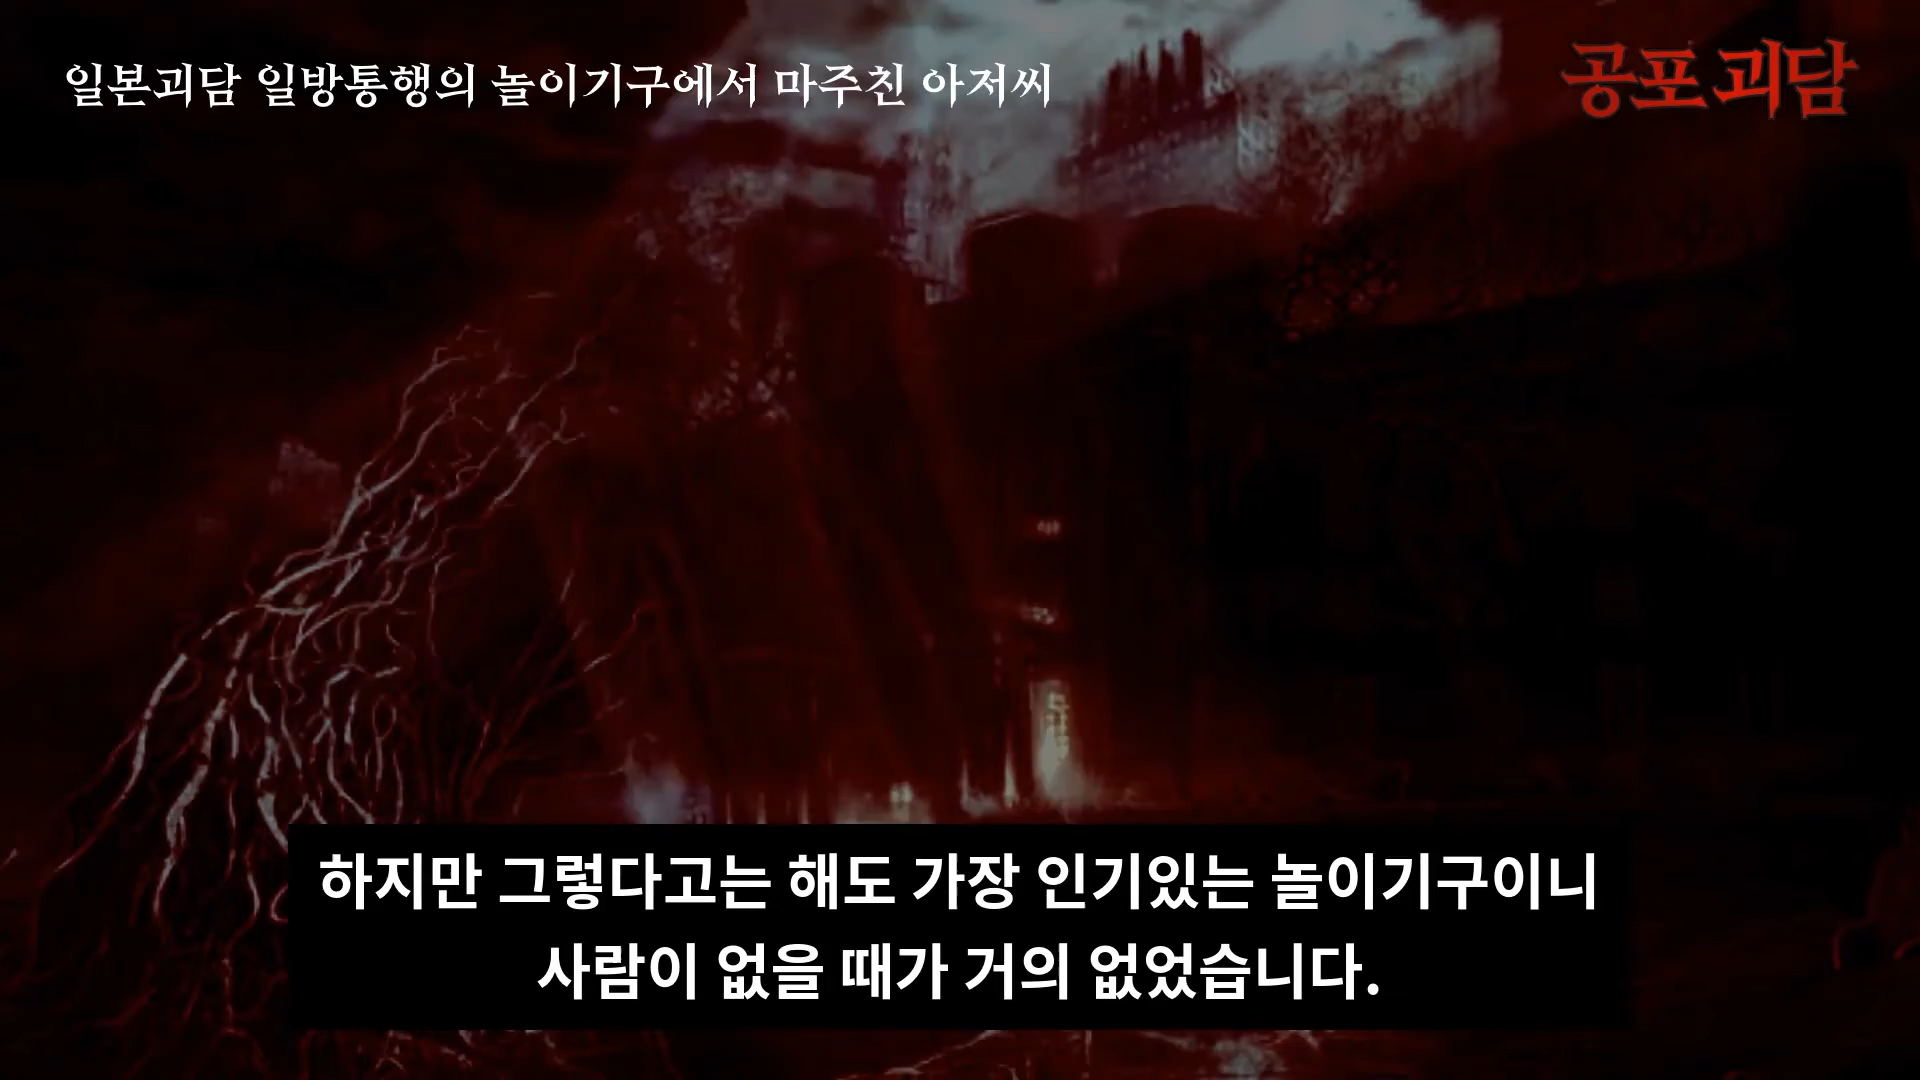 일본괴담 일방통행의 놀이기구에서 마주친 아저씨
공포 괴담
하지만 그렇다고는 해도 가장 인기있는 놀이기구이니
사람이 없을 때가 거의 없었습니다.